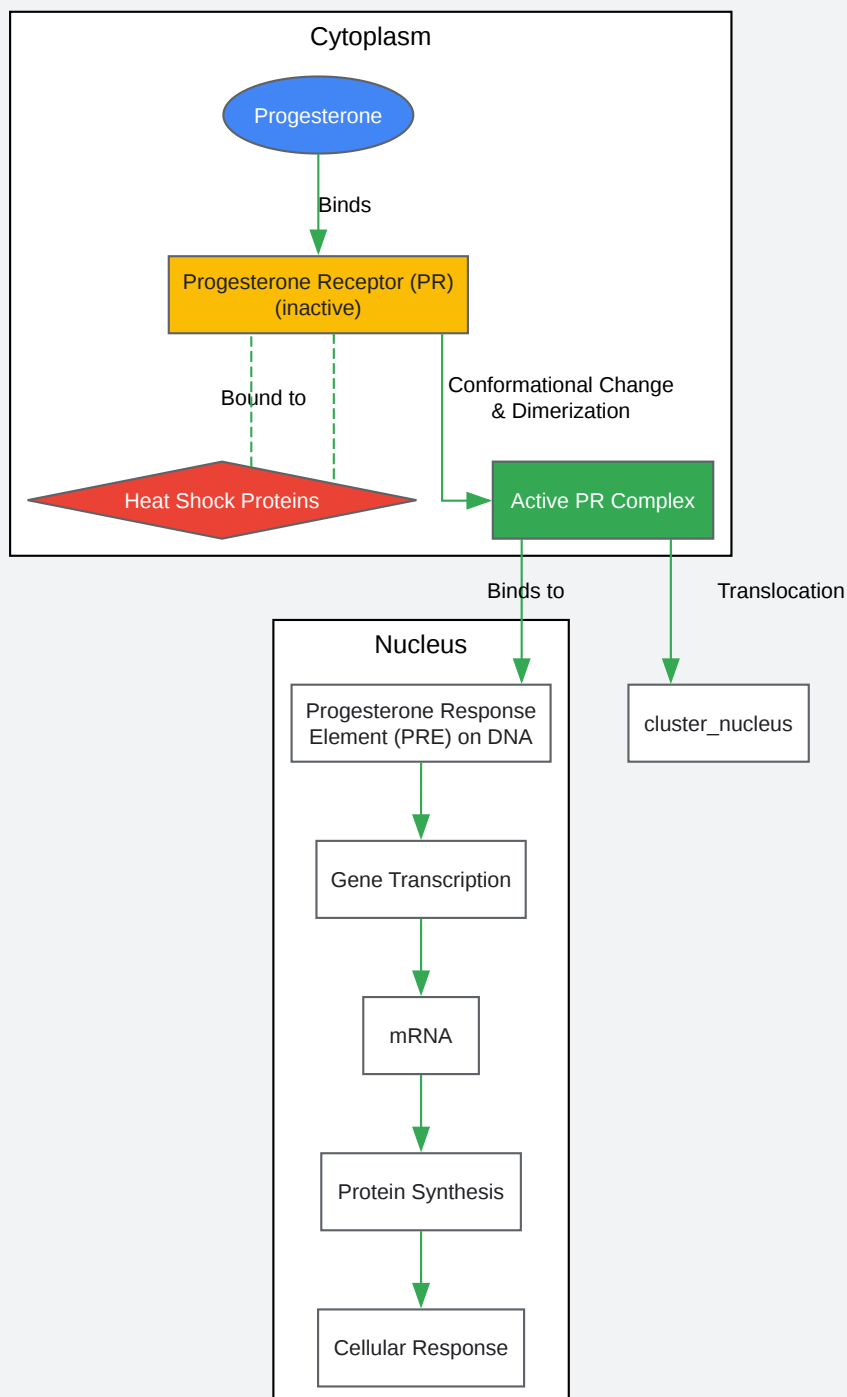 Cytoplasm
Progesterone
Binds
Progesterone Receptor (PR)
(inactive)
Bound to
Conformational Change
& Dimerization
Heat Shock Proteins
Active PR Complex
Binds to
Translocation
Nucleus
Progesterone Response
Element (PRE) on DNA
cluster_nucleus
Gene Transcription
mRNA
Protein Synthesis
Cellular Response